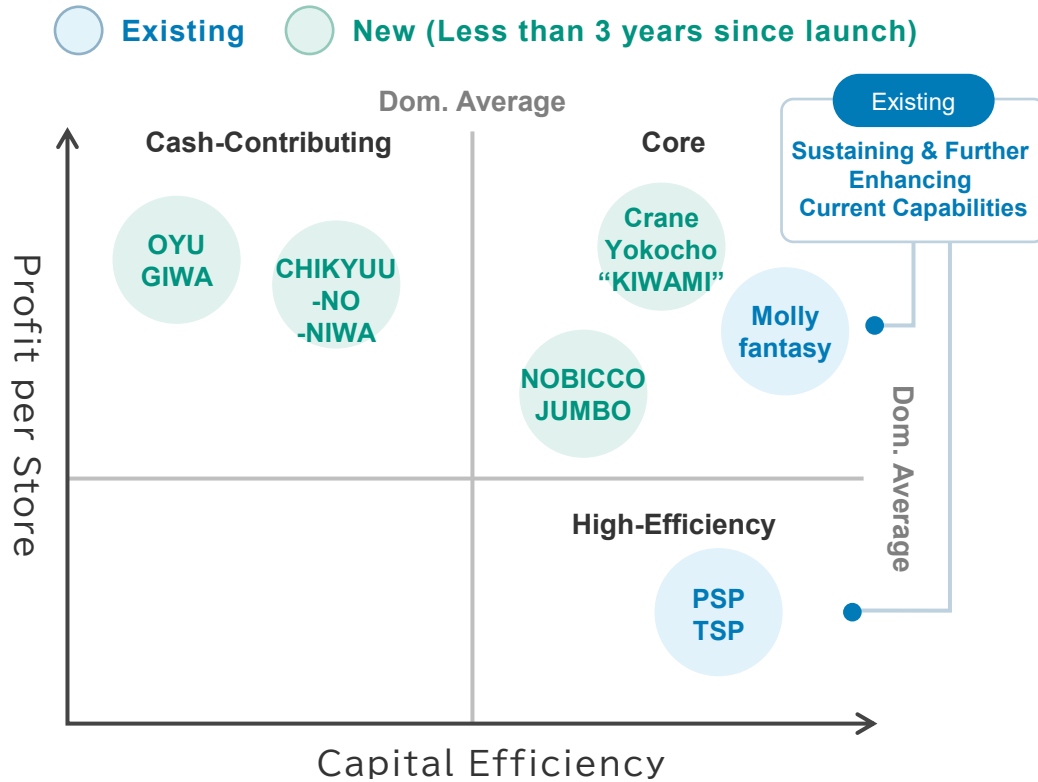 Existing
New (Less than 3 years since launch)
Dom. Average
Existing
Sustaining & Further
Enhancing
Current Capabilities
Cash-Contributing
Core
OYU
GIWA
CHIKYUU
-NO
-NIWA
Crane
Yokocho
“KIWAMI”
Molly
fantasy
NOBICCO
JUMBO
Profit per Store
Dom. Average
High-Efficiency
PSP
TSP
Capital Efficiency